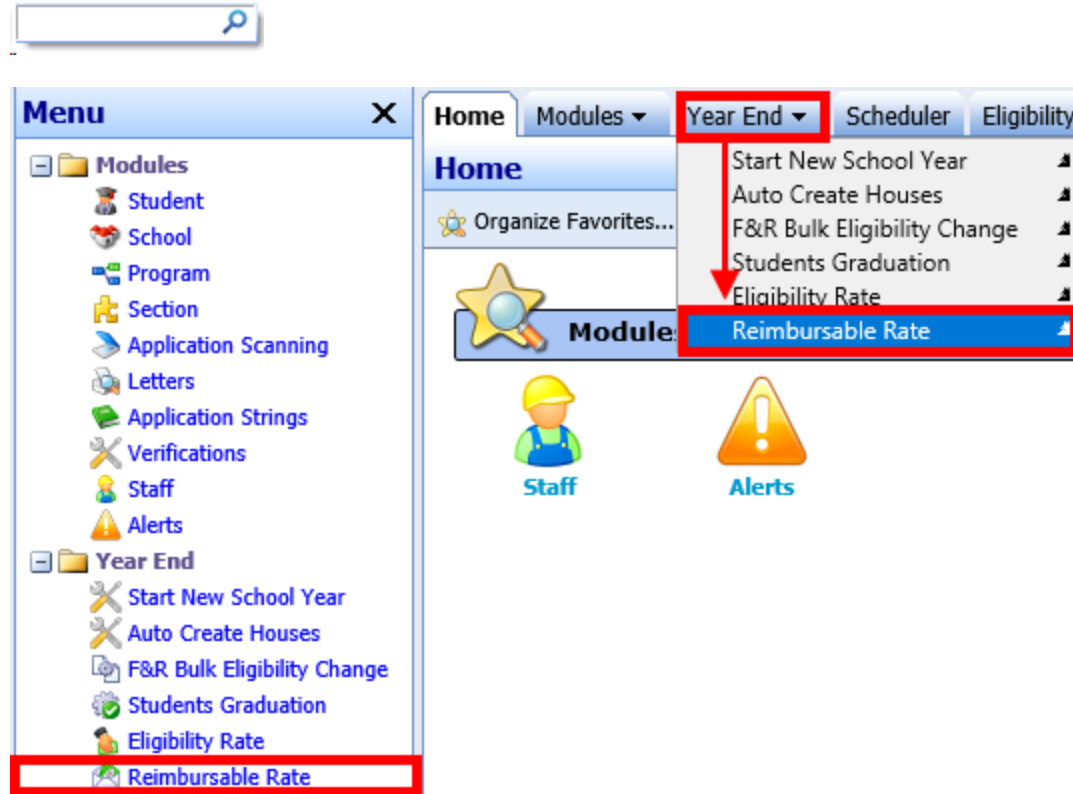 Menu
X
Modules
Student
School
Program
Section
Application Scanning
Letters
Application Strings
Verifications
Staff
Alerts
Year End
Start New School Year
Auto Create Houses
F&R Bulk Eligibility Change
Students Graduation
Eligibility Rate
Reimbursable Rate
Home Modules Year End Scheduler Eligibility
Home
Organize Favorites...
Start New School Year
Auto Create Houses
F&R Bulk Eligibility Change
Students Graduation
Eligibility Rate
Reimbursable Rate
Modules
Staff Alerts